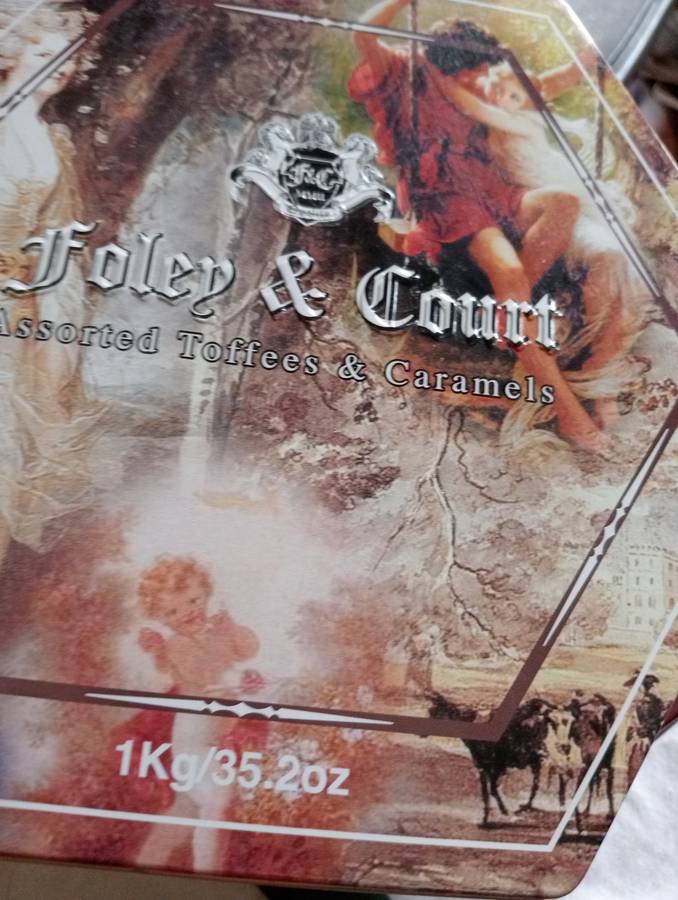 F&C
Foley & Court
Assorted Toffees & Caramels
1Kg/35.2oz